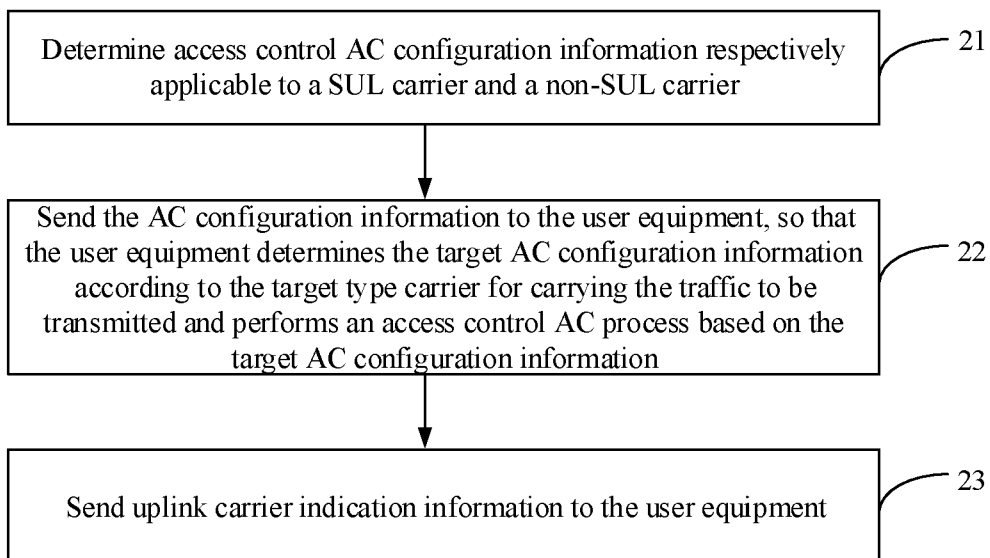 Determine access control AC configuration information respectively
applicable to a SUL carrier and a non-SUL carrier
21
Send the AC configuration information to the user equipment, so that
the user equipment determines the target AC configuration information
according to the target type carrier for carrying the traffic to be
transmitted and performs an access control AC process based on the
target AC configuration information
22
Send uplink carrier indication information to the user equipment
23